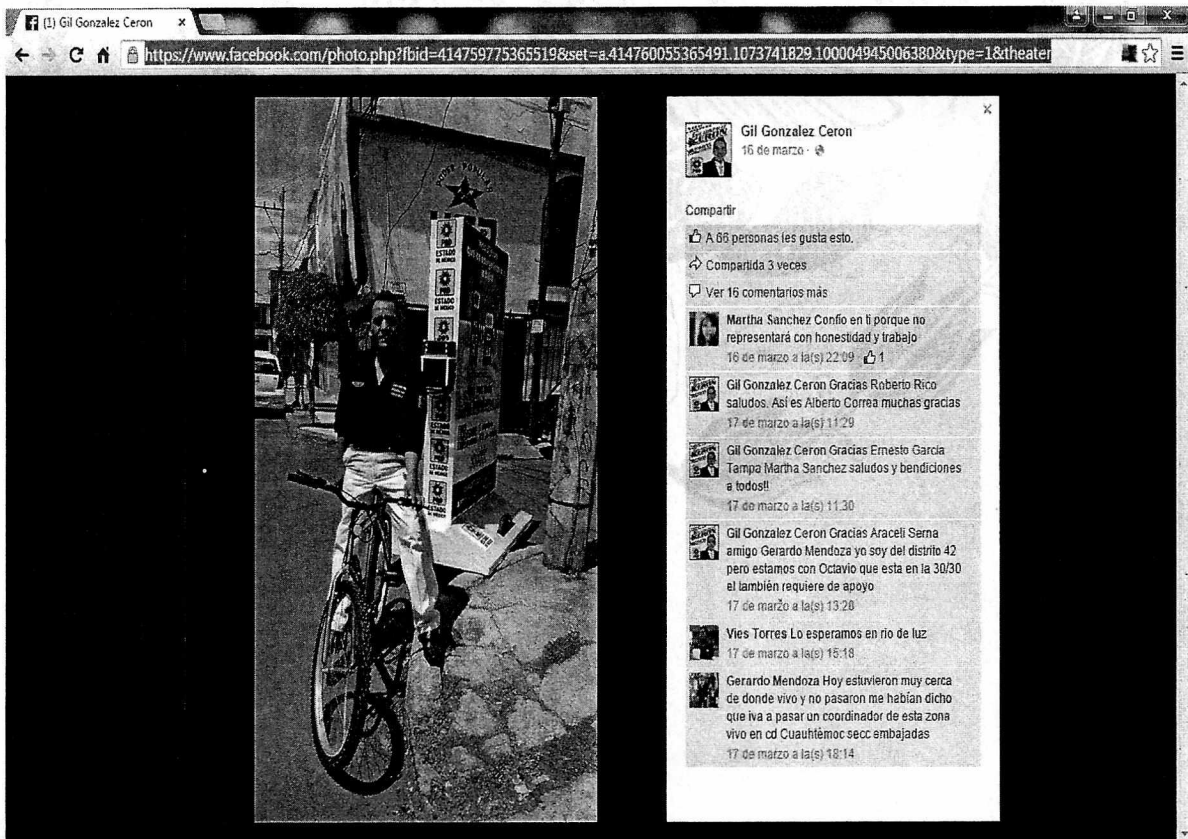 (1) Gil Gonzalez Ceron
https://www.facebook.com/photo.php?fbid=414759775365519&set=a.414760055365491.1073741829.100004945006380&type=1&theater
PRD
ESTADO
DE MÉXICO
ESTADO
DE MÉXICO
ESTADO
DE MÉXICO
Gil Gonzalez Ceron
16 de marzo ·
Compartir
A 66 personas les gusta esto.
Compartida 3 veces
Ver 16 comentarios más
Martha Sanchez Confío en ti porque no
representará con honestidad y trabajo
16 de marzo a la(s) 22:09 · 1
Gil Gonzalez Ceron Gracias Roberto Rico
saludos. Así es Alberto Correa muchas gracias
17 de marzo a la(s) 11:29
Gil Gonzalez Ceron Gracias Ernesto García
Tampa Martha Sanchez saludos y bendiciones
a todos!!
17 de marzo a la(s) 11:30
Gil Gonzalez Ceron Gracias Araceli Serna
amigo Gerardo Mendoza yo soy del distrito 42
pero estamos con Octavio que esta en la 30/30
el también requiere de apoyo
17 de marzo a la(s) 13:28
Vies Torres Lo esperamos en rio de luz
17 de marzo a la(s) 15:18
Gerardo Mendoza Hoy estuvieron muy cerca
de donde vivo y no pasaron me habían dicho
que iva a pasar un coordinador de esta zona
vivo en cd Cuauhtèmoc secc embajadas
17 de marzo a la(s) 18:14